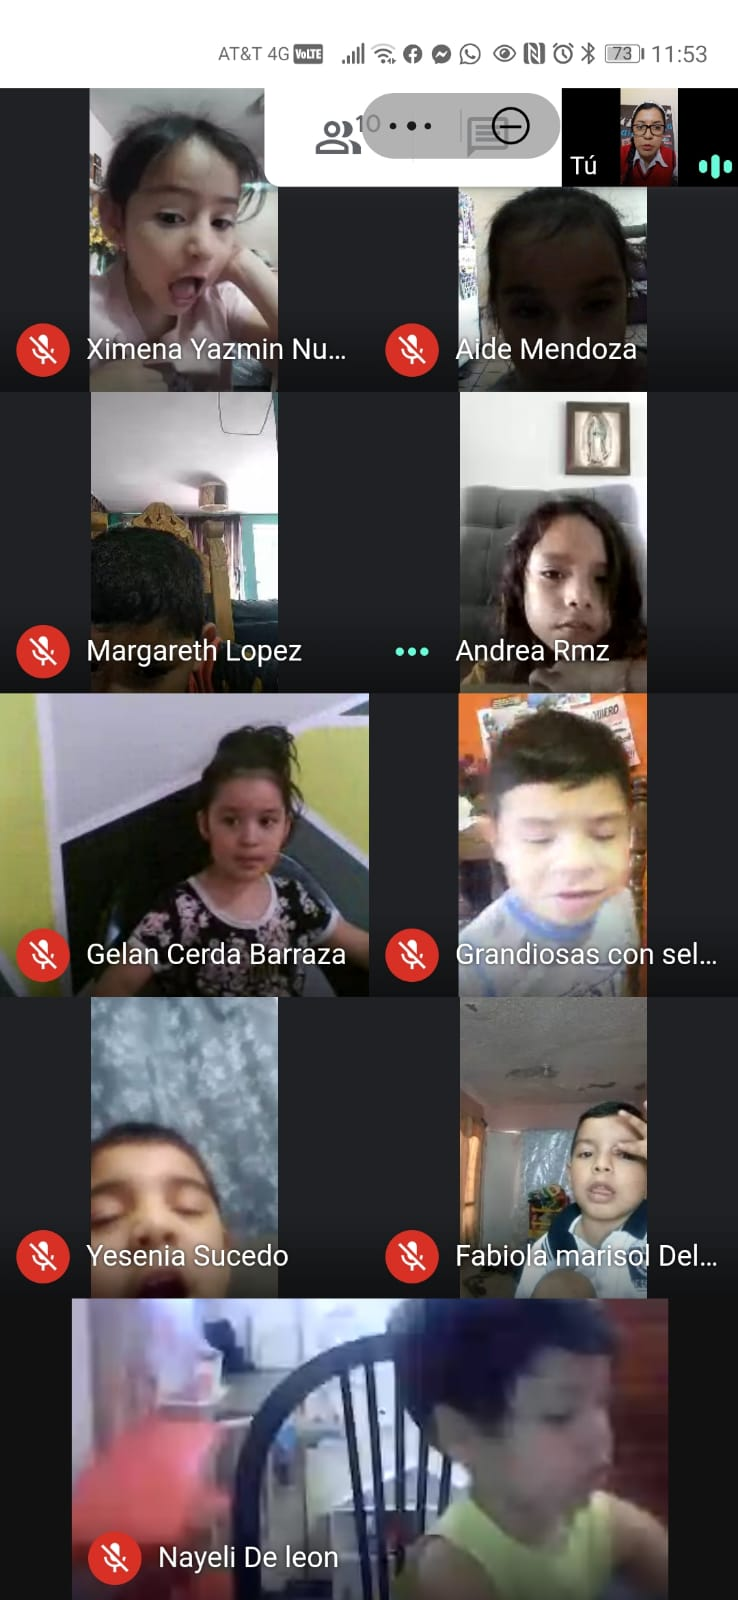 AT&T 4G VoLTE 73 11:53
10
Tú
Ximena Yazmin Nu...
Aide Mendoza
Margareth Lopez
Andrea Rmz
Gelan Cerda Barraza
Grandiosas con sel...
Yesenia Sucedo
Fabiola marisol Del...
Nayeli De leon